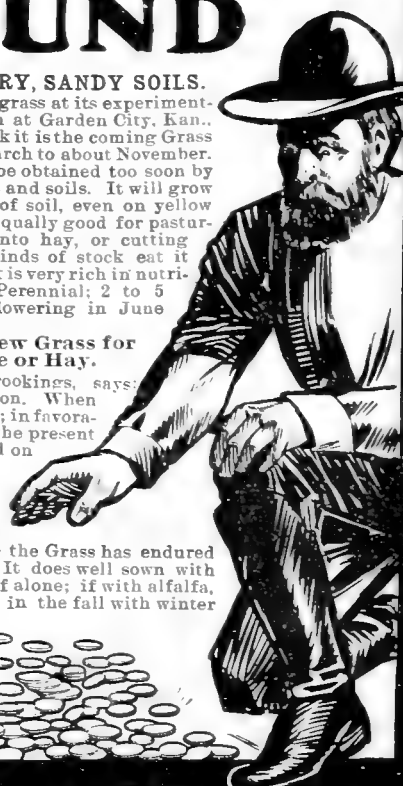 UND
RY, SANDY SOILS.
grass at its experiment-
at Garden City, Kan.,
k it is the coming Grass
rch to about November.
be obtained too soon by
and soils. It will grow
of soil, even on yellow
qually good for pastur-
nto hay, or cutting
inds of stock eat it
is very rich in nutri-
Perennial; 2 to 5
lowering in June
ew Grass for
e or Hay.
rookings, says:
on. When
; in favora-
be present
d on
the Grass has endured
It does well sown with
f alone; if with alfalfa,
in the fall with winter